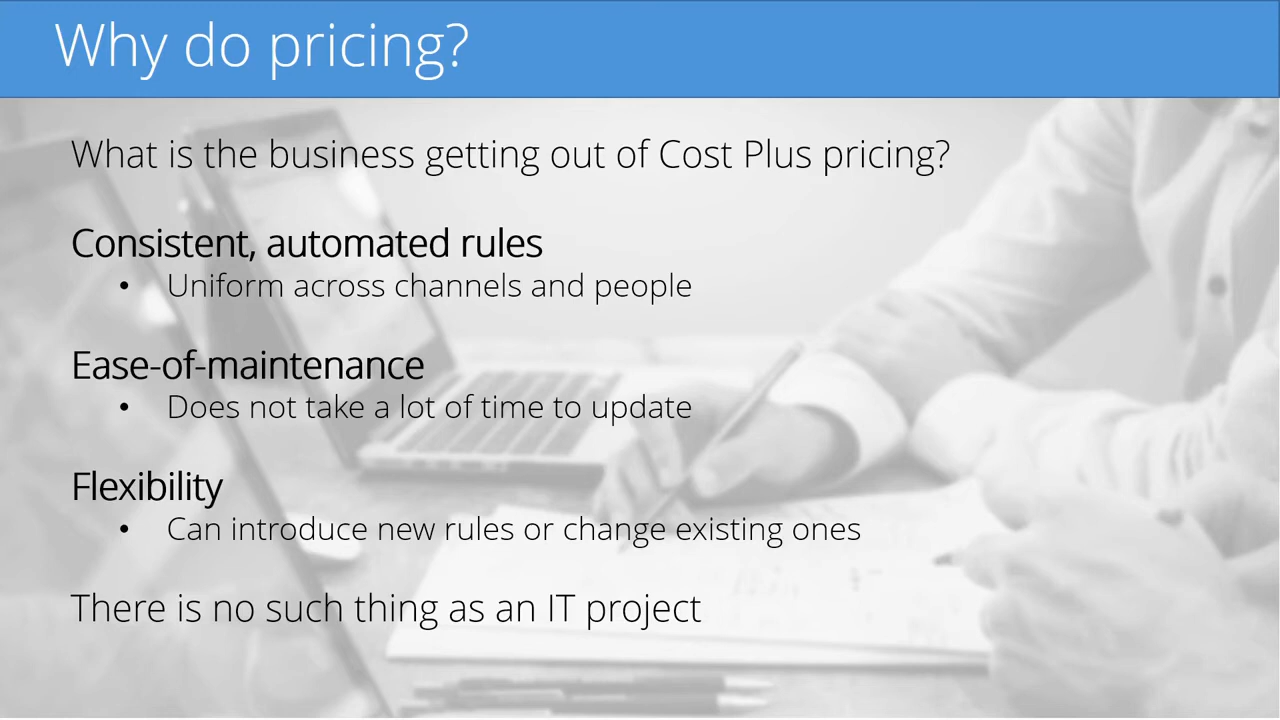 Why do pricing?
What is the business getting out of Cost Plus pricing?
Consistent, automated rules
• Uniform across channels and people
Ease-of-maintenance
• Does not take a lot of time to update
Flexibility
• Can introduce new rules or change existing ones
There is no such thing as an IT project